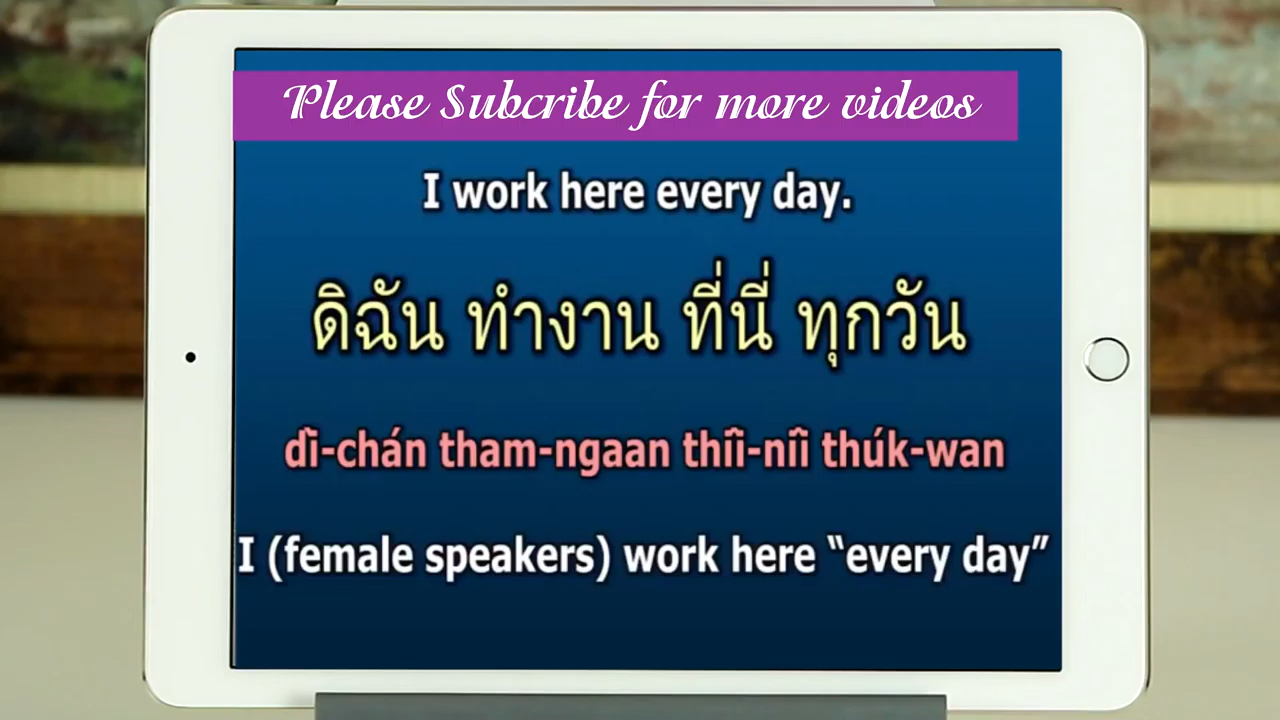 Please Subcribe for more videos
I work here every day.
ดิฉัน ทำงาน ที่นี่ ทุกวัน
dì-chán tham-ngaan thîi-nîi thúk-wan
I (female speakers) work here “every day”